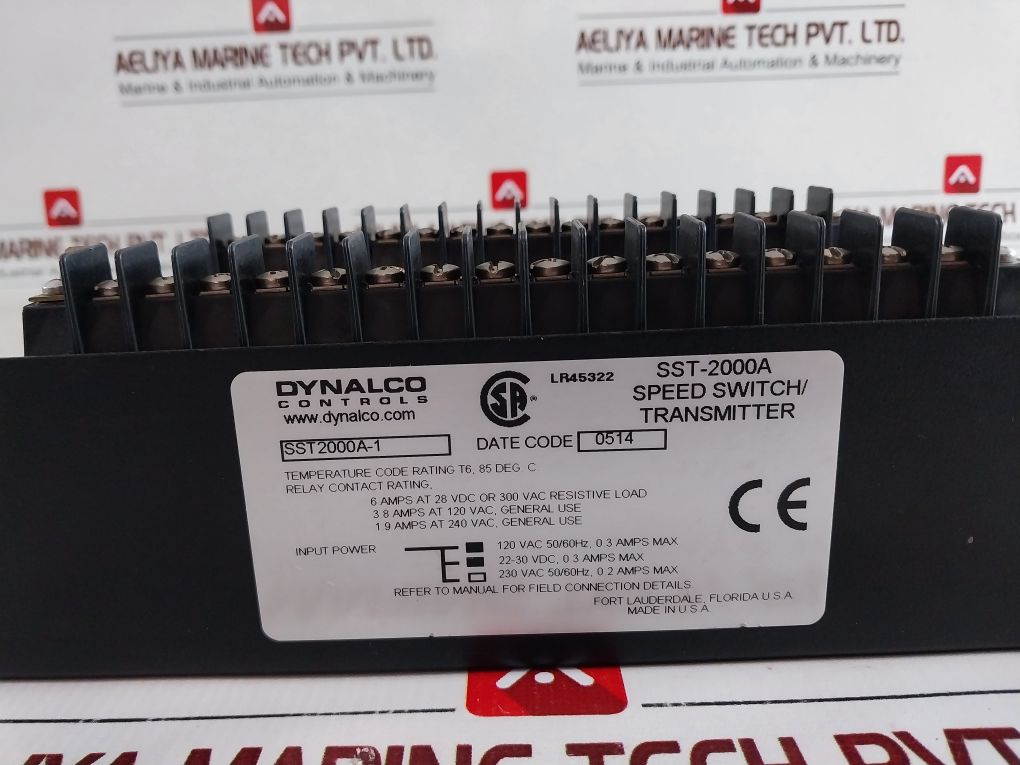 AELIYA MARINE TECH PVT. LTD.
Marine & Industrial Automation & Machinery
AELIYA MARINE TECH PVT. LTD.
Marine & Industrial Automation & Machinery
DYNALCO
CONTROLS
www.dynalco.com
SST2000A-1
LR45322
DATE CODE 0514
SST-2000A
SPEED SWITCH/
TRANSMITTER
TEMPERATURE CODE RATING T6, 85 DEG. C
RELAY CONTACT RATING,
6 AMPS AT 28 VDC OR 300 VAC RESISTIVE LOAD
3 8 AMPS AT 120 VAC, GENERAL USE
1 9 AMPS AT 240 VAC, GENERAL USE
INPUT POWER
120 VAC 50/60Hz, 0 3 AMPS MAX
22-30 VDC, 0 3 AMPS MAX
230 VAC 50/60Hz, 0 2 AMPS MAX
REFER TO MANUAL FOR FIELD CONNECTION DETAILS
FORT LAUDERDALE, FLORIDA U.S.A.
MADE IN U S A
CE
YA MARINE TECH PVT